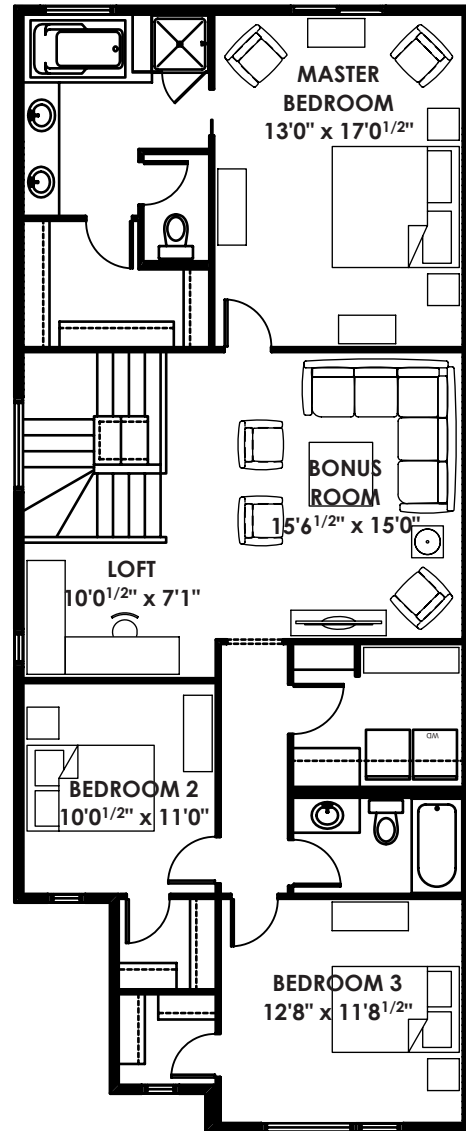 MASTER
BEDROOM
13'0" x 17'0 1/2"
BONUS
ROOM
15'6 1/2" x 15'0"
LOFT
10'0 1/2" x 7'1"
WD
BEDROOM 2
10'0 1/2" x 11'0"
BEDROOM 3
12'8" x 11'8 1/2"